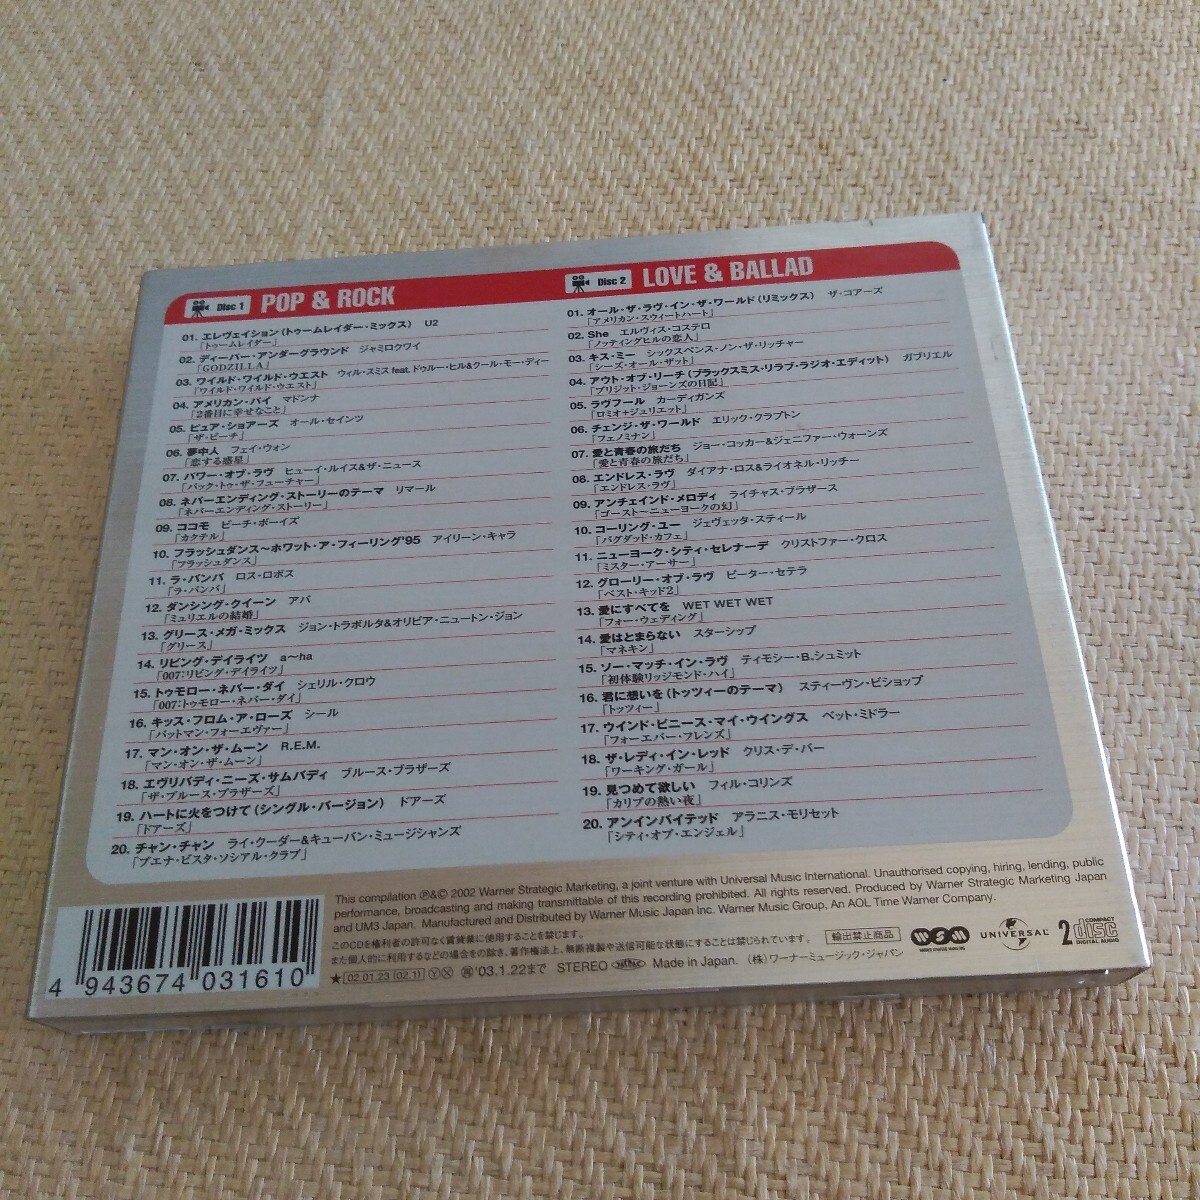 Disc 1 POP & ROCK
01. エレヴェイション(トゥームレイダー・ミックス) U2
「トゥームレイダー」
02. ディーパー・アンダーグラウンド ジャミロクワイ
「GODZILLA」
03. ワイルド・ワイルド・ウエスト ウィル・スミス feat. ドゥルー・ヒル&クール・モー・ディー
「ワイルド・ワイルド・ウエスト」
04. アメリカン・パイ マドンナ
「2番目に幸せなこと」
05. ピュア・ショアーズ オール・セインツ
「ザ・ビーチ」
06. 夢中人 フェイ・ウォン
「恋する惑星」
07. パワー・オブ・ラヴ ヒューイ・ルイス&ザ・ニュース
「バック・トゥ・ザ・フューチャー」
08. ネバーエンディング・ストーリーのテーマ リマール
「ネバーエンディング・ストーリー」
09. ココモ ビーチ・ボーイズ
「カクテル」
10. フラッシュダンス〜ホワット・ア・フィーリング'95 アイリーン・キャラ
「フラッシュダンス」
11. ラ・バンバ ロス・ロボス
「ラ・バンバ」
12. ダンシング・クイーン アバ
「ミュリエルの結婚」
13. グリース・メガ・ミックス ジョン・トラボルタ&オリビア・ニュートン・ジョン
「グリース」
14. リビング・デイライツ a〜ha
「007:リビング・デイライツ」
15. トゥモロー・ネバー・ダイ シェリル・クロウ
「007:トゥモロー・ネバー・ダイ」
16. キッス・フロム・ア・ローズ シール
「バットマン・フォーエヴァー」
17. マン・オン・ザ・ムーン R.E.M.
「マン・オン・ザ・ムーン」
18. エヴリバディ・ニーズ・サムバディ ブルース・ブラザーズ
「ザ・ブルース・ブラザーズ」
19. ハートに火をつけて(シングル・バージョン) ドアーズ
「ドアーズ」
20. チャン・チャン ライ・クーダー&キューバン・ミュージシャンズ
「ブエナ・ビスタ・ソシアル・クラブ」
Disc 2 LOVE & BALLAD
01. オール・ザ・ラヴ・イン・ザ・ワールド(リミックス) ザ・コアーズ
「アメリカン・スウィートハート」
02. She エルヴィス・コステロ
「ノッティングヒルの恋人」
03. キス・ミー シックスペンス・ノン・ザ・リッチャー
「シーズ・オール・ザット」
04. アウト・オブ・リーチ(ブラックスミス・リラブ・ラジオ・エディット) ガブリエル
「ブリジット・ジョーンズの日記」
05. ラヴフール カーディガンズ
「ロミオ+ジュリエット」
06. チェンジ・ザ・ワールド エリック・クラプトン
「フェノミナン」
07. 愛と青春の旅だち ジョー・コッカー&ジェニファー・ウォーンズ
「愛と青春の旅だち」
08. エンドレス・ラヴ ダイアナ・ロス&ライオネル・リッチー
「エンドレス・ラヴ」
09. アンチェインド・メロディ ライチャス・ブラザース
「ゴースト〜ニューヨークの幻」
10. コーリング・ユー ジェヴェッタ・スティール
「バグダッド・カフェ」
11. ニューヨーク・シティ・セレナーデ クリストファー・クロス
「ミスター・アーサー」
12. グローリー・オブ・ラヴ ピーター・セテラ
「ベスト・キッド2」
13. 愛にすべてを WET WET WET
「フォー・ウェディング」
14. 愛はとまらない スターシップ
「マネキン」
15. ソー・マッチ・イン・ラヴ ティモシー・B.シュミット
「初体験リッジモンド・ハイ」
16. 君に想いを(トッツィーのテーマ) スティーヴン・ビショップ
「トッツィー」
17. ウインド・ビニース・マイ・ウイングス ベット・ミドラー
「フォーエバー・フレンズ」
18. ザ・レディ・イン・レッド クリス・デ・バー
「ワーキング・ガール」
19. 見つめて欲しい フィル・コリンズ
「カリブの熱い夜」
20. アンインバイテッド アラニス・モリセット
「シティ・オブ・エンジェル」
This compilation ℗&© 2002 Warner Strategic Marketing, a joint venture with Universal Music International. Unauthorised copying, hiring, lending, public
performance, broadcasting and making transmittable of this recording prohibited. All rights reserved. Produced by Warner Strategic Marketing Japan
and UM3 Japan. Manufactured and Distributed by Warner Music Japan Inc. Warner Music Group, An AOL Time Warner Company.
このCDを権利者の許可なく賃貸業に使用することを禁じます。
また個人的に利用するなどの場合をの除き、著作権法上、無断複製や送信可能な状態にすることは禁じられています。 輸出禁止商品
★ 02.01.23 (02.1) Ⓨ Ⓧ 再 '03.1.22まで STEREO Made in Japan. (株)ワーナーミュージック・ジャパン
4 943674 031610
WSM
UNIVERSAL
2 COMPACT disc DIGITAL AUDIO